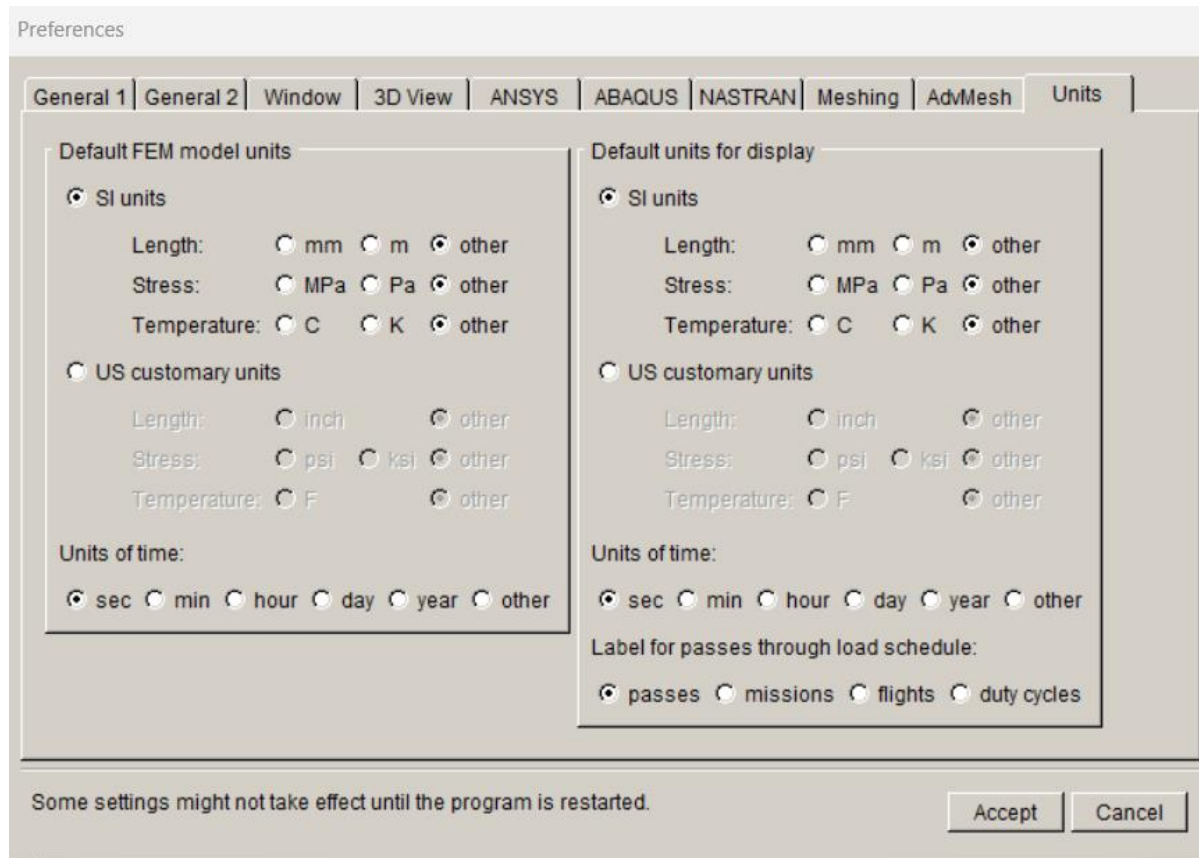 Preferences
General 1 General 2 Window 3D View ANSYS ABAQUS NASTRAN Meshing AdvMesh Units
Default FEM model units
SI units
Length: mm m other
Stress: MPa Pa other
Temperature: C K other
US customary units
Length: inch other
Stress: psi ksi other
Temperature: F other
Units of time:
sec min hour day year other
Default units for display
SI units
Length: mm m other
Stress: MPa Pa other
Temperature: C K other
US customary units
Length: inch other
Stress: psi ksi other
Temperature: F other
Units of time:
sec min hour day year other
Label for passes through load schedule:
passes missions flights duty cycles
Some settings might not take effect until the program is restarted.
Accept Cancel